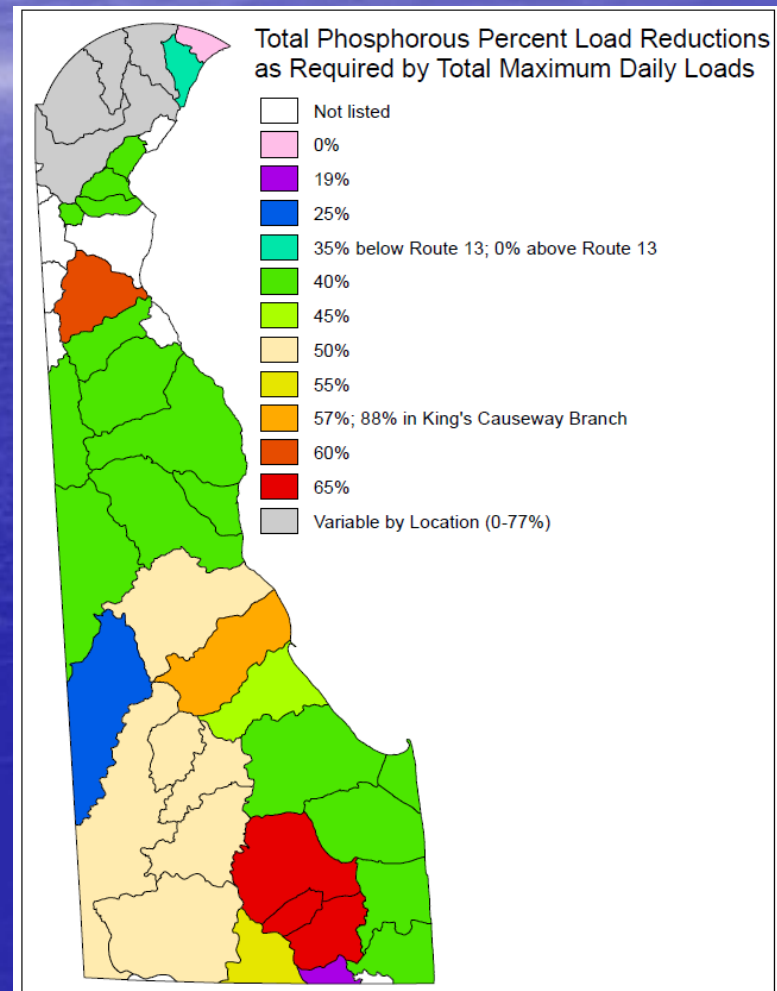 Total Phosphorous Percent Load Reductions
as Required by Total Maximum Daily Loads
Not listed
0%
19%
25%
35% below Route 13; 0% above Route 13
40%
45%
50%
55%
57%; 88% in King's Causeway Branch
60%
65%
Variable by Location (0-77%)